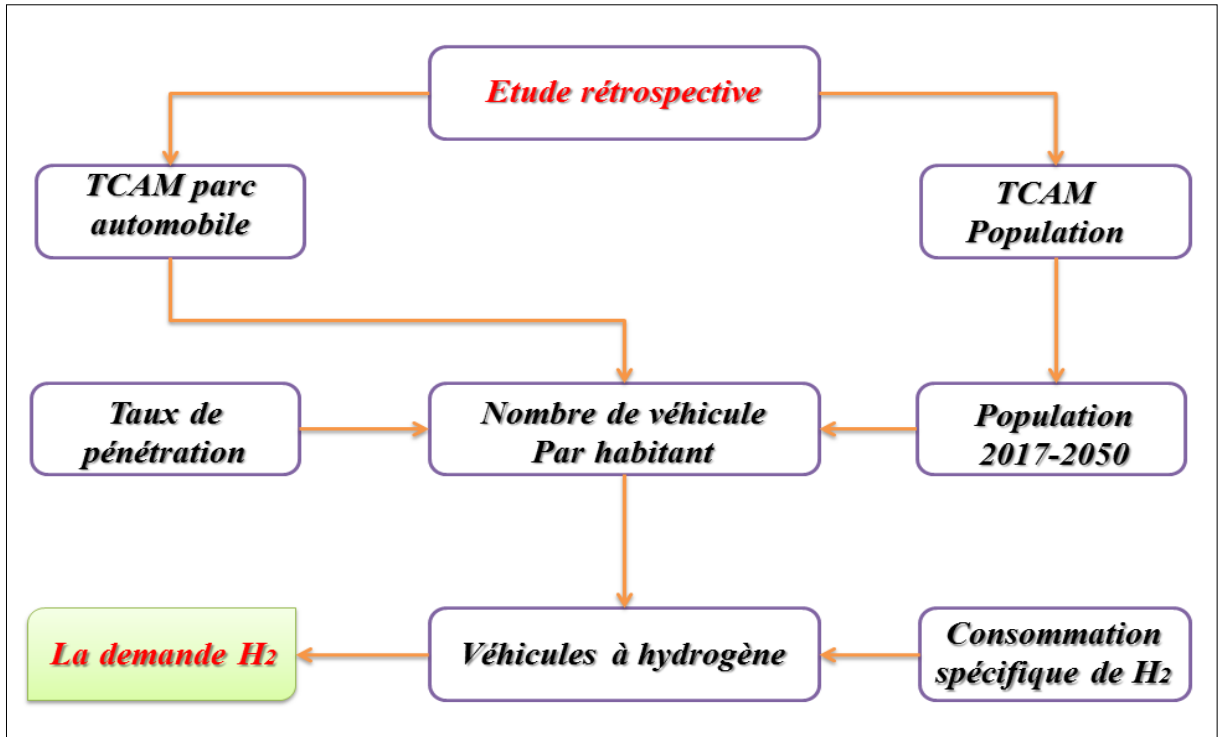 Etude rétrospective
TCAM parc
automobile
TCAM
Population
Taux de
pénétration
Nombre de véhicule
Par habitant
Population
2017-2050
La demande H₂
Véhicules à hydrogène
Consommation
spécifique de H₂